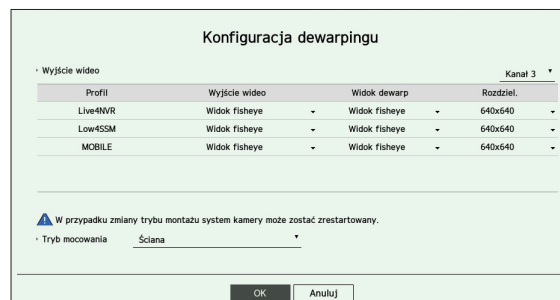 Konfiguracja dewarpingu
Wyjście wideo
Kanał 3
Profil Wyjście wideo Widok dewarp Rozdziel.
Live4NVR Widok fisheye Widok fisheye 640x640
Low4SSM Widok fisheye Widok fisheye 640x640
MOBILE Widok fisheye Widok fisheye 640x640
W przypadku zmiany trybu montażu system kamery może zostać zrestartowany.
Tryb mocowania Ściana
OK Anuluj